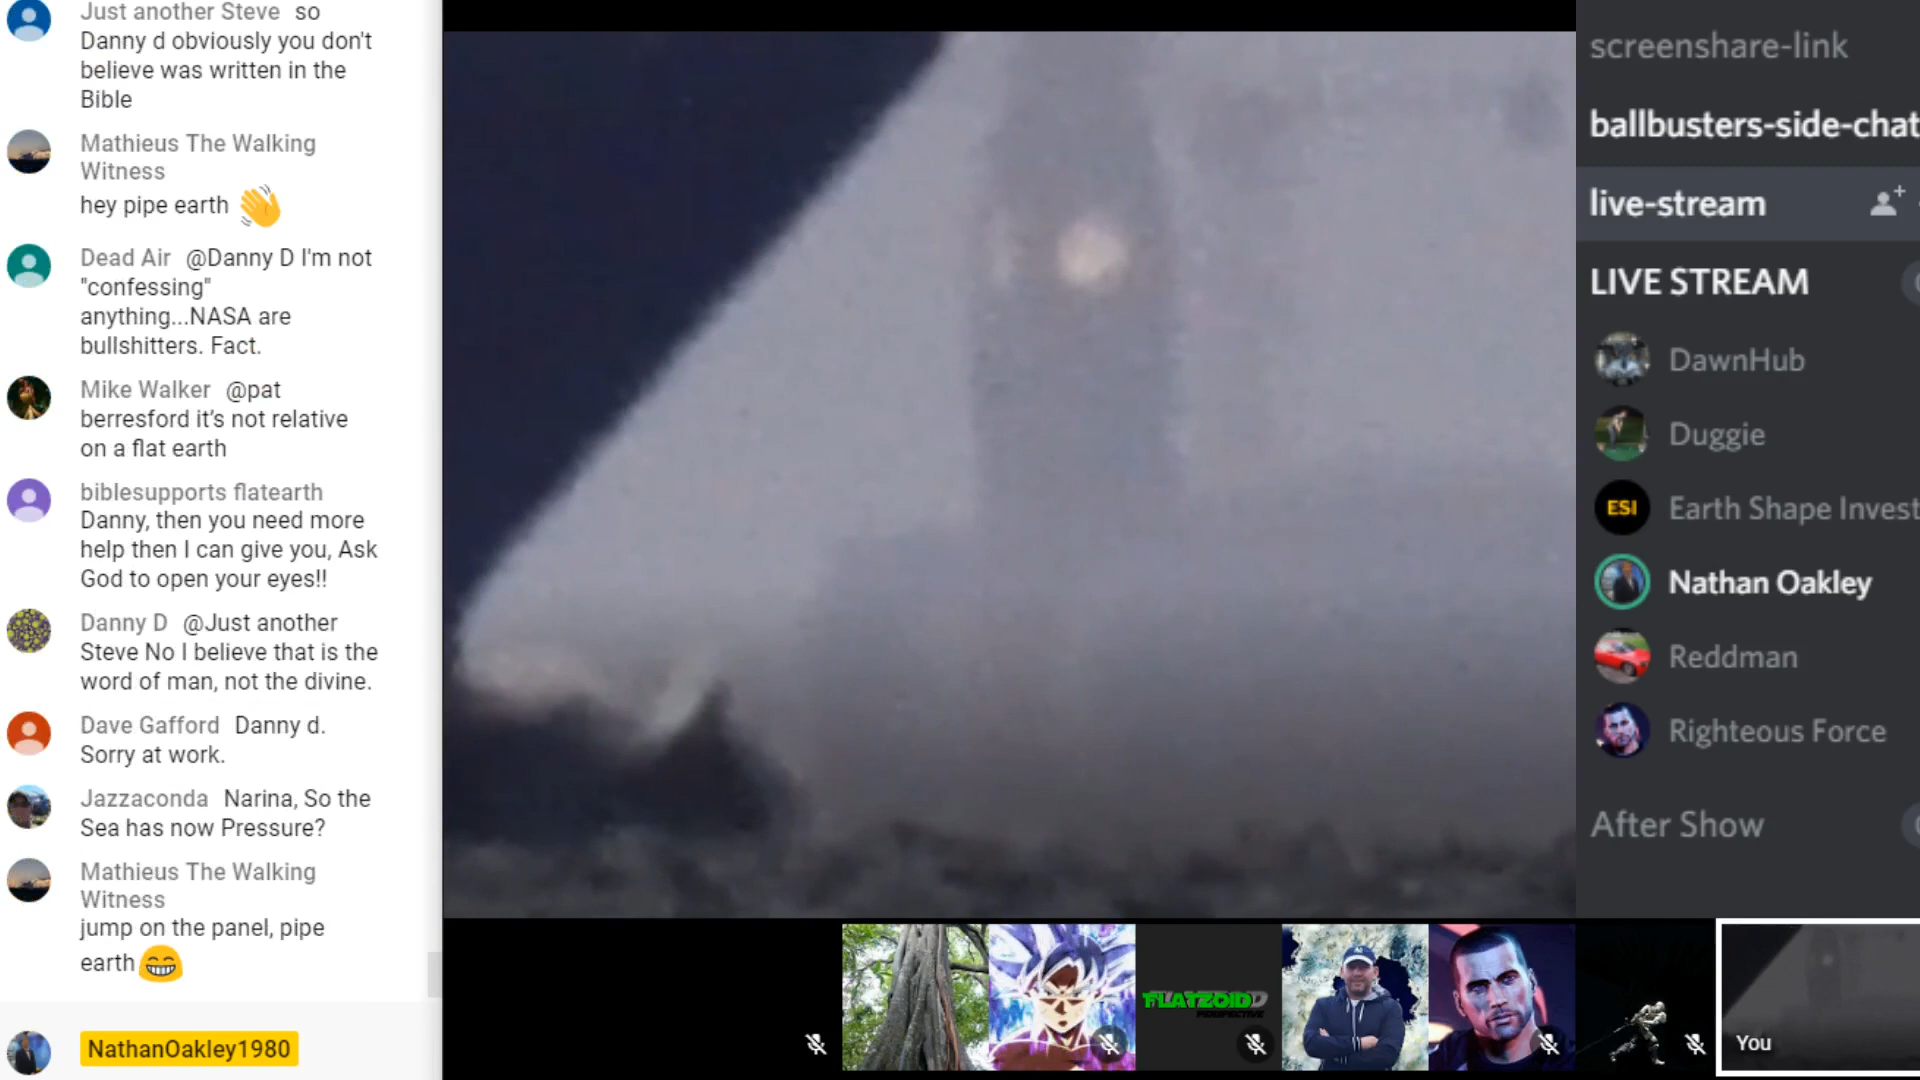 Just another Steve so
Danny d obviously you don't
believe was written in the
Bible
Mathieus The Walking
Witness
hey pipe earth 👋
Dead Air @Danny D I'm not
"confessing"
anything...NASA are
bullshitters. Fact.
Mike Walker @pat
berresford it's not relative
on a flat earth
biblesupports flatearth
Danny, then you need more
help then I can give you, Ask
God to open your eyes!!
Danny D @Just another
Steve No I believe that is the
word of man, not the divine.
Dave Gafford Danny d.
Sorry at work.
Jazzaconda Narina, So the
Sea has now Pressure?
Mathieus The Walking
Witness
jump on the panel, pipe
earth 😁
NathanOakley1980
FLATZOID
PERSPECTIVE
You
screenshare-link
ballbusters-side-chat
live-stream
LIVE STREAM
DawnHub
Duggie
ESI Earth Shape Invest
Nathan Oakley
Reddman
Righteous Force
After Show